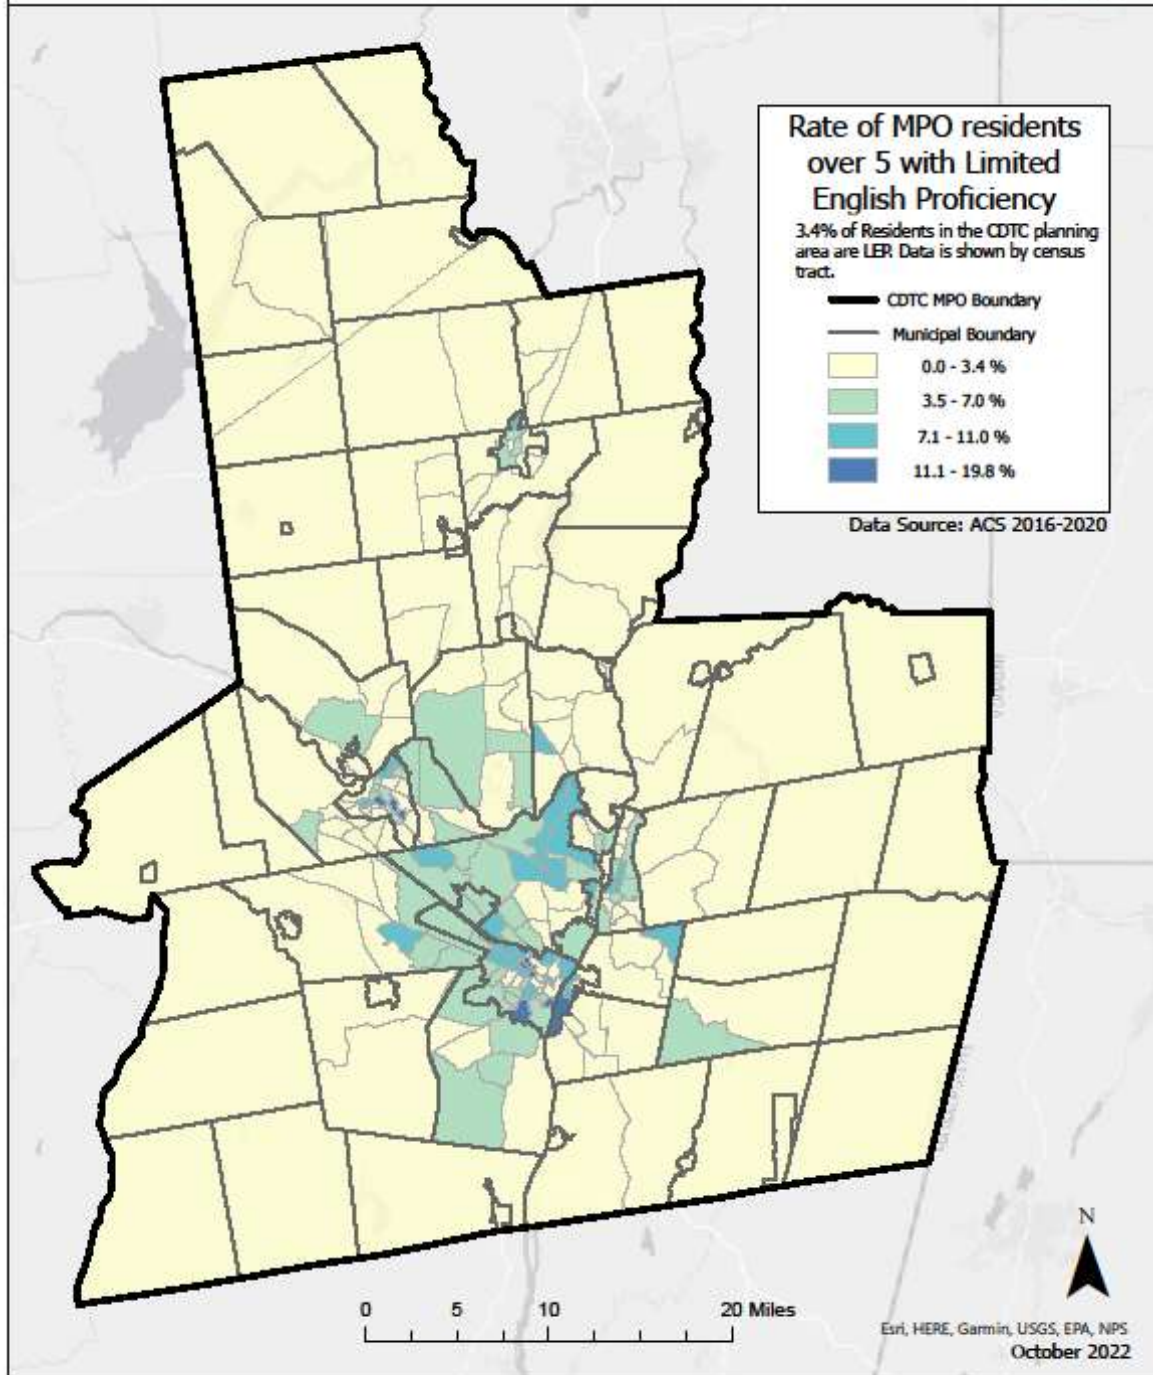 Rate of MPO residents
over 5 with Limited
English Proficiency
3.4% of Residents in the CDTC planning
area are LEP. Data is shown by census
tract.
CDTC MPO Boundary
Municipal Boundary
0.0 - 3.4 %
3.5 - 7.0 %
7.1 - 11.0 %
11.1 - 19.8 %
Data Source: ACS 2016-2020
N
0 5 10 20 Miles
Esri, HERE, Garmin, USGS, EPA, NPS
October 2022